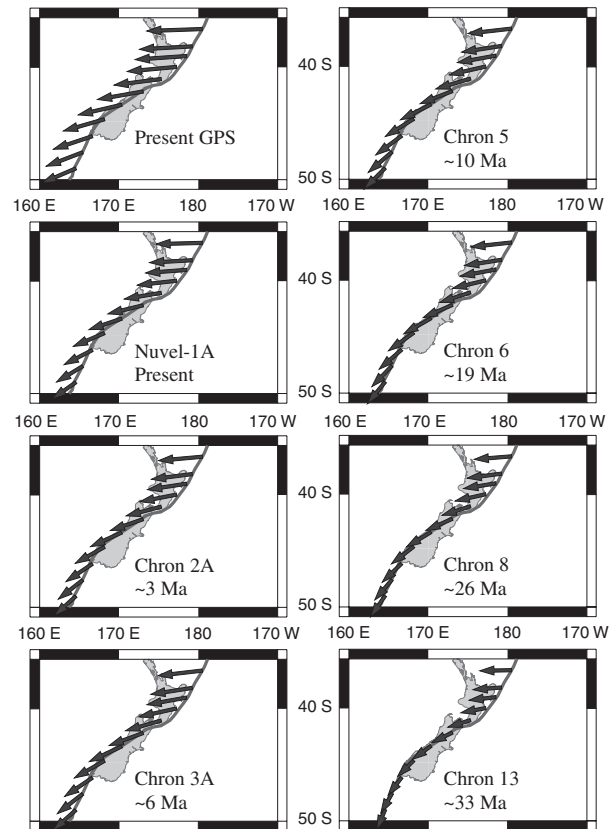 40 S
Present GPS
50 S
160 E 170 E 180 170 W
Chron 5
~10 Ma
160 E 170 E 180 170 W
40 S
Nuvel-1A
Present
50 S
160 E 170 E 180 170 W
Chron 6
~19 Ma
160 E 170 E 180 170 W
40 S
Chron 2A
~3 Ma
50 S
160 E 170 E 180 170 W
Chron 8
~26 Ma
160 E 170 E 180 170 W
40 S
Chron 3A
~6 Ma
50 S
Chron 13
~33 Ma